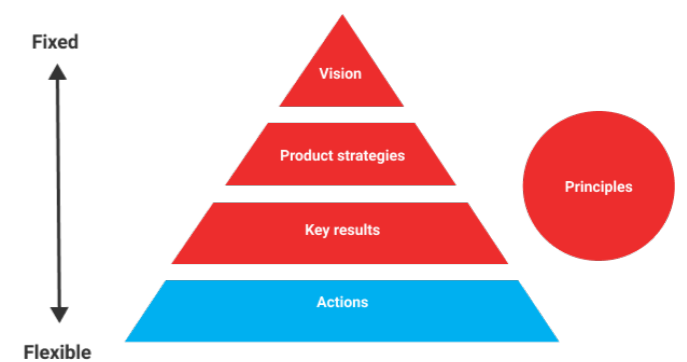 Fixed
Vision
Product strategies
Principles
Key results
Actions
Flexible